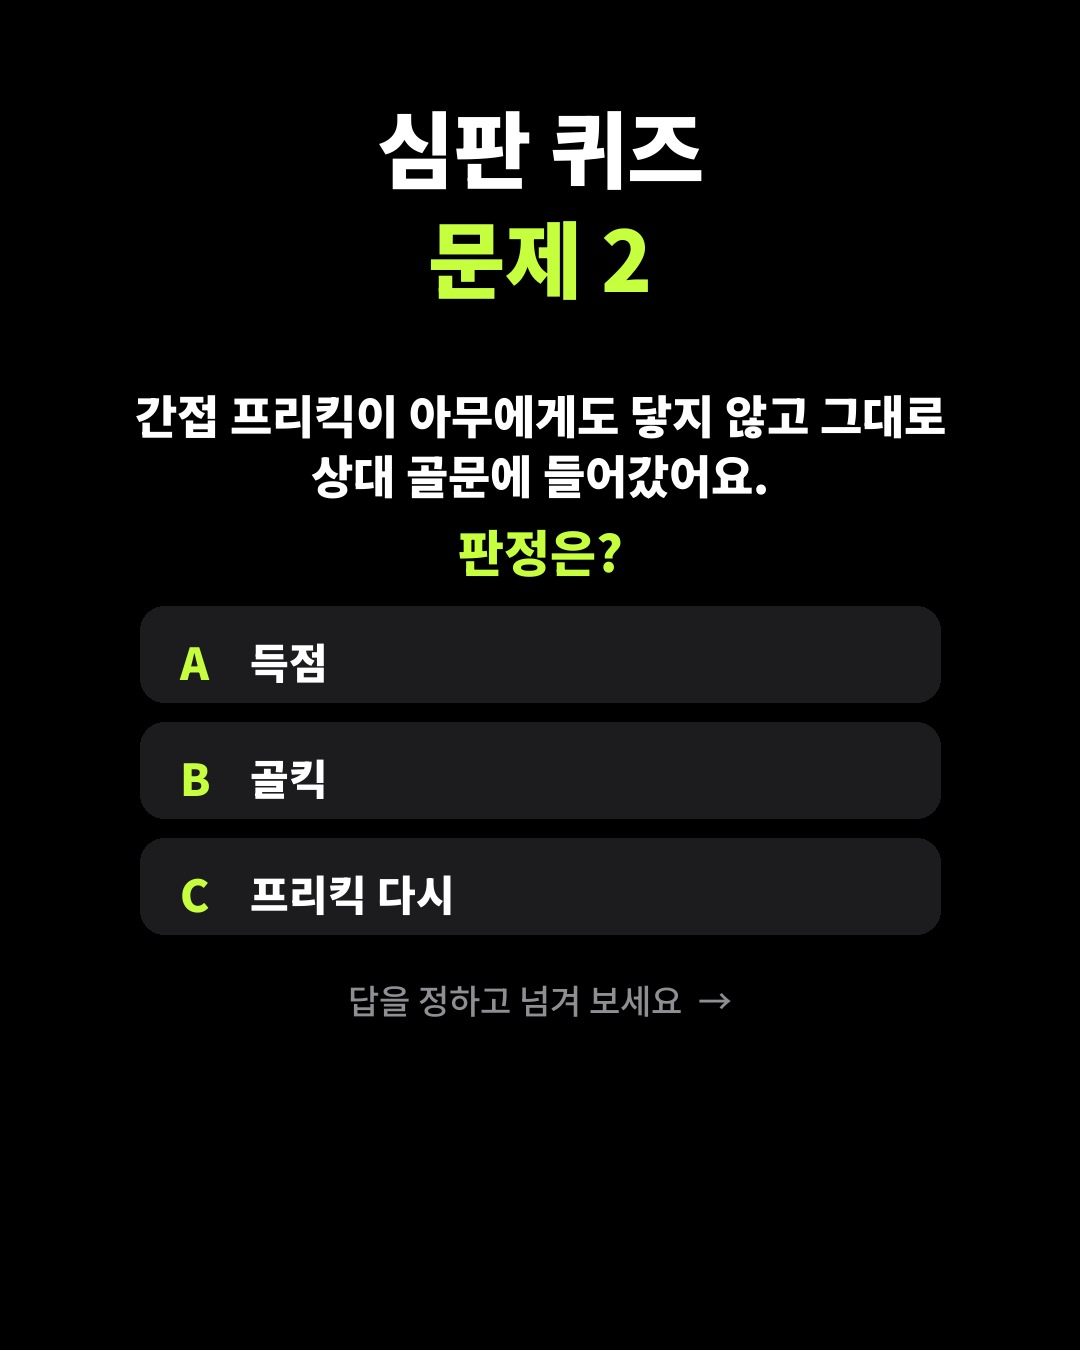 심판 퀴즈
문제 2
간접 프리킥이 아무에게도 닿지 않고 그대로
상대 골문에 들어갔어요.
판정은?
A 득점
B 골킥
C 프리킥 다시
답을 정하고 넘겨 보세요 →